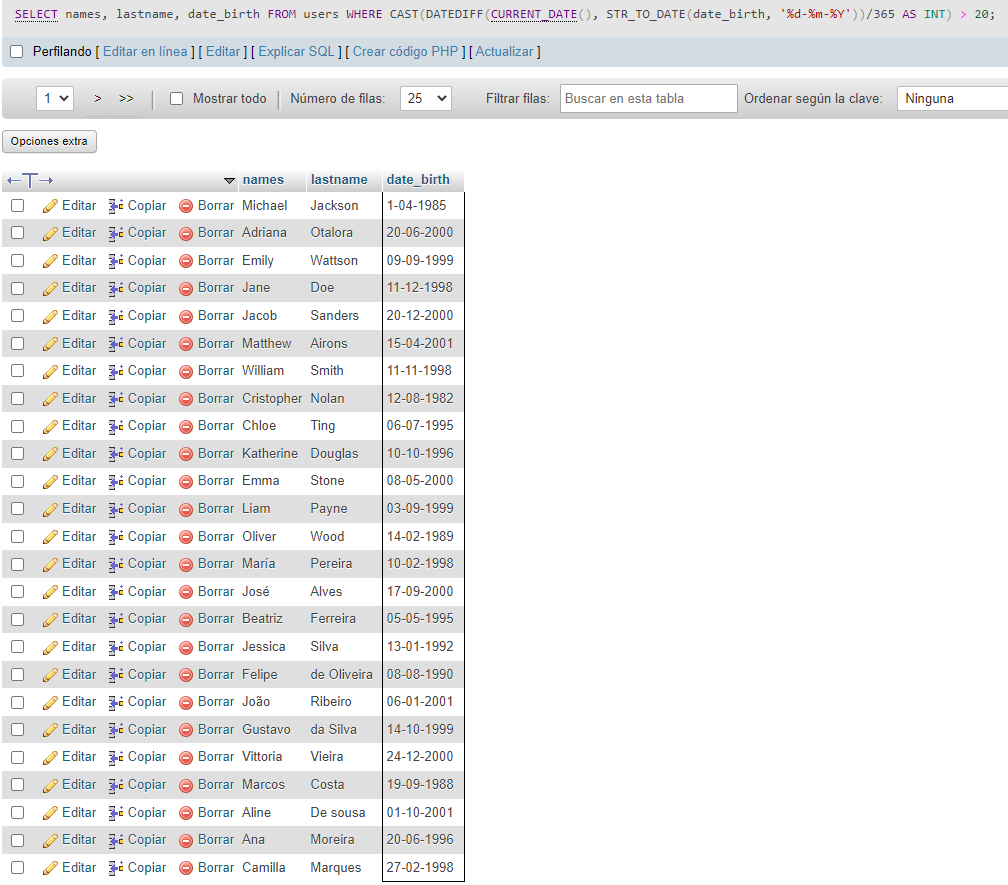 SELECT names, lastname, date_birth FROM users WHERE CAST(DATEDIFF(CURRENT_DATE(), STR_TO_DATE(date_birth, '%d-%m-%Y'))/365 AS INT) > 20;
Perfilando [ Editar en línea ] [ Editar ] [ Explicar SQL ] [ Crear código PHP ] [ Actualizar ]
1 > >> | Mostrar todo | Número de filas: 25 Filtrar filas: Buscar en esta tabla Ordenar según la clave: Ninguna
Opciones extra
←T→ names lastname date_birth
Editar Copiar Borrar Michael Jackson 1-04-1985
Editar Copiar Borrar Adriana Otalora 20-06-2000
Editar Copiar Borrar Emily Wattson 09-09-1999
Editar Copiar Borrar Jane Doe 11-12-1998
Editar Copiar Borrar Jacob Sanders 20-12-2000
Editar Copiar Borrar Matthew Airons 15-04-2001
Editar Copiar Borrar William Smith 11-11-1998
Editar Copiar Borrar Cristopher Nolan 12-08-1982
Editar Copiar Borrar Chloe Ting 06-07-1995
Editar Copiar Borrar Katherine Douglas 10-10-1996
Editar Copiar Borrar Emma Stone 08-05-2000
Editar Copiar Borrar Liam Payne 03-09-1999
Editar Copiar Borrar Oliver Wood 14-02-1989
Editar Copiar Borrar María Pereira 10-02-1998
Editar Copiar Borrar José Alves 17-09-2000
Editar Copiar Borrar Beatriz Ferreira 05-05-1995
Editar Copiar Borrar Jessica Silva 13-01-1992
Editar Copiar Borrar Felipe de Oliveira 08-08-1990
Editar Copiar Borrar João Ribeiro 06-01-2001
Editar Copiar Borrar Gustavo da Silva 14-10-1999
Editar Copiar Borrar Vittoria Vieira 24-12-2000
Editar Copiar Borrar Marcos Costa 19-09-1988
Editar Copiar Borrar Aline De sousa 01-10-2001
Editar Copiar Borrar Ana Moreira 20-06-1996
Editar Copiar Borrar Camilla Marques 27-02-1998